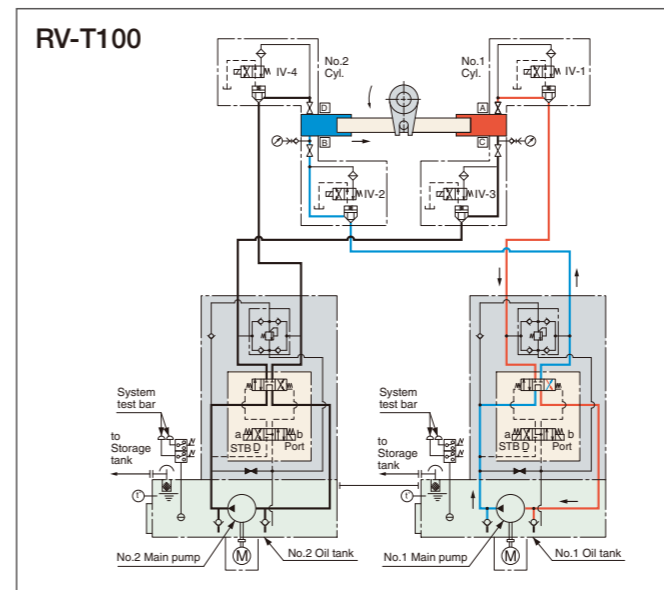 RV-T100
No.2
Cyl.
No.1
Cyl.
IV-4
IV-1
D
A
B
C
IV-2
IV-3
System
test bar
to
Storage
tank
a
b
STB D
Port
t
M
No.2 Main pump
No.2 Oil tank
System
test bar
to
Storage
tank
a
b
STB D
Port
t
M
No.1 Main pump
No.1 Oil tank